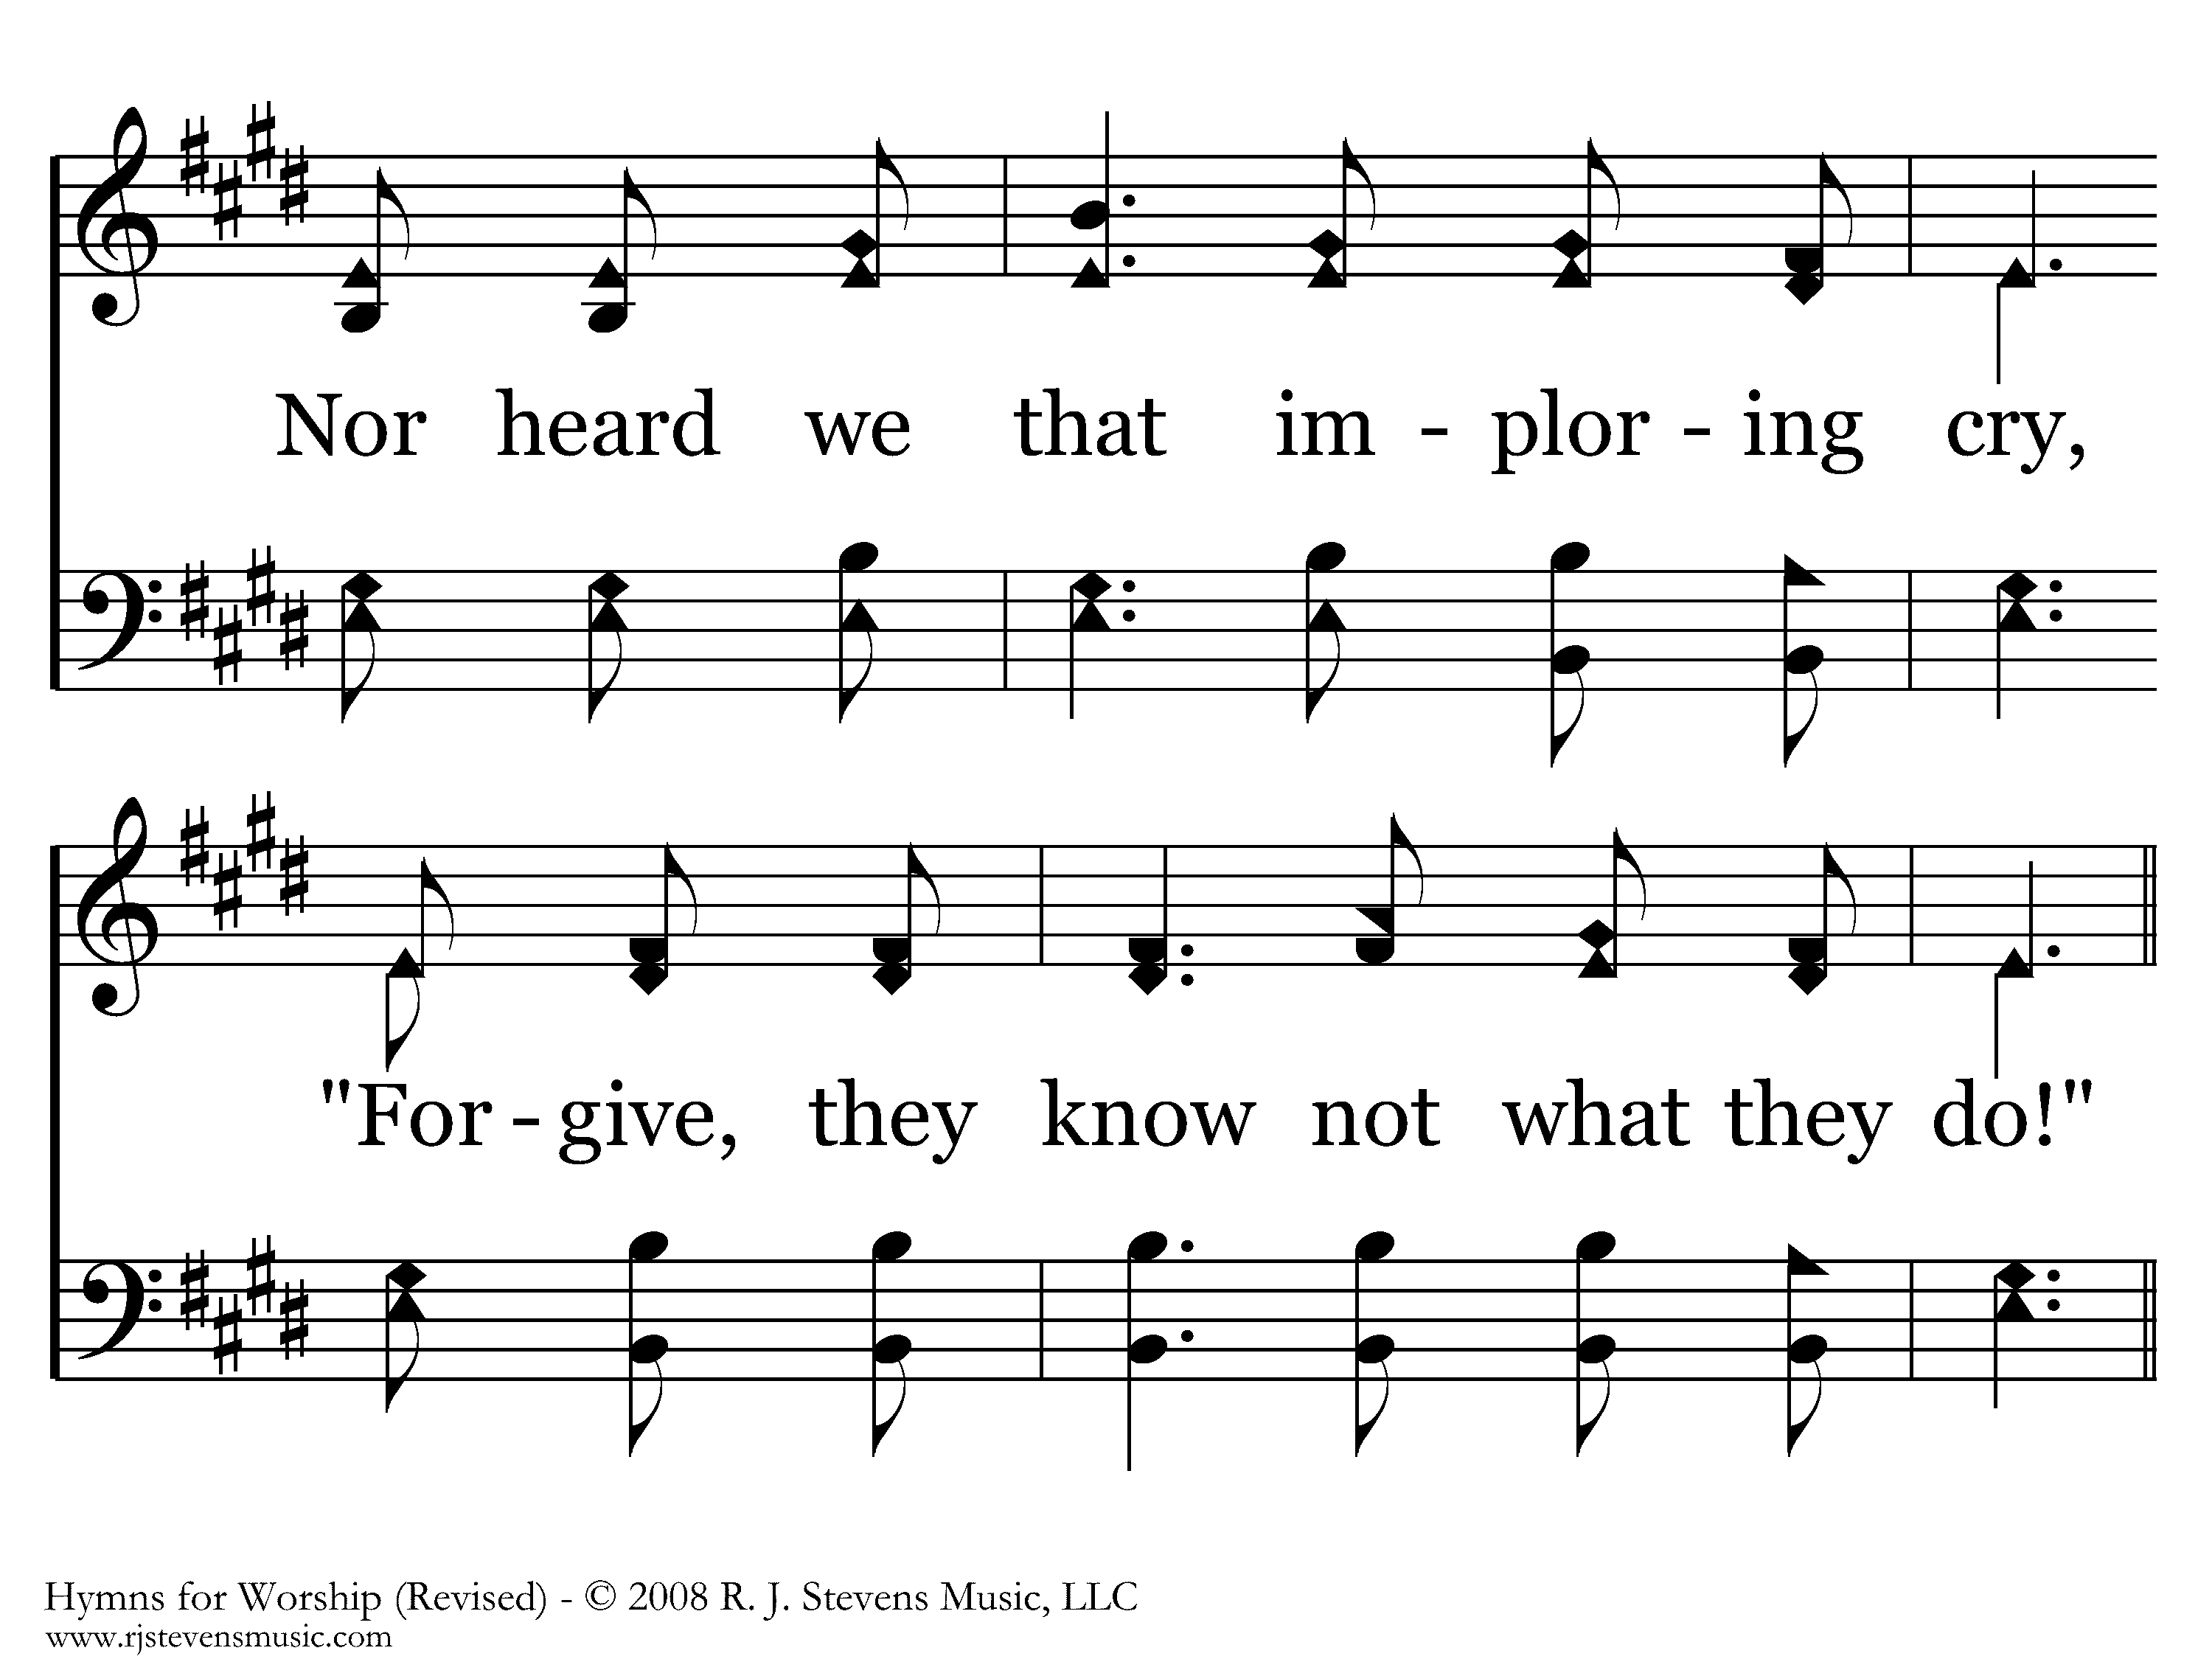 Nor heard we that im - plor - ing cry,
"For - give, they know not what they do!"
Hymns for Worship (Revised) - © 2008 R. J. Stevens Music, LLC
www.rjstevensmusic.com